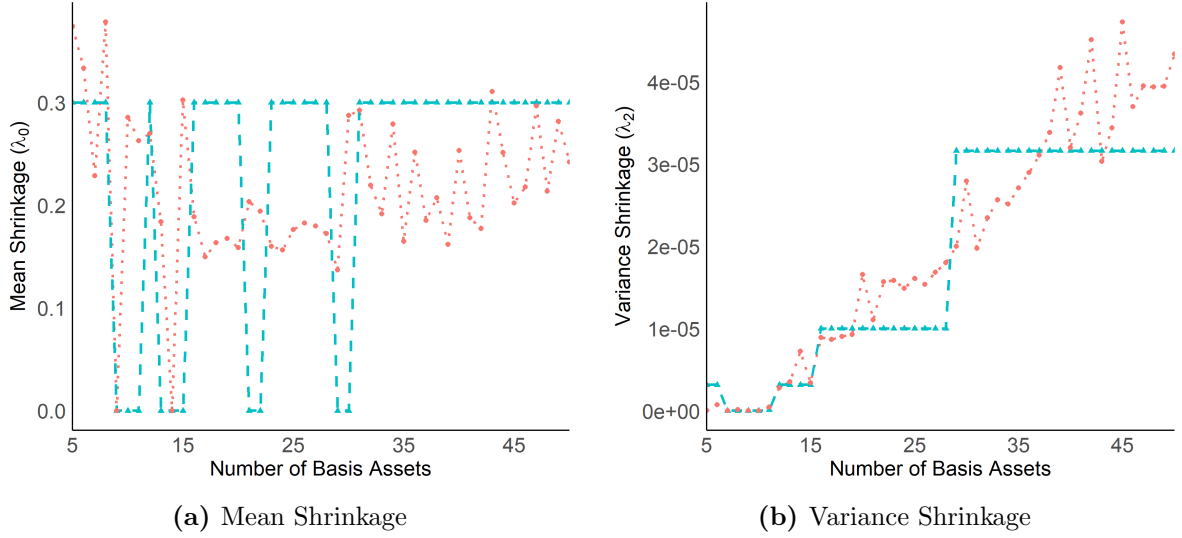 Mean Shrinkage (λ₀)
0.3
0.2
0.1
0.0
5
15
25
35
45
Number of Basis Assets
(a) Mean Shrinkage
Variance Shrinkage (λ₂)
4e-05
3e-05
2e-05
1e-05
0e+00
5
15
25
35
45
Number of Basis Assets
(b) Variance Shrinkage